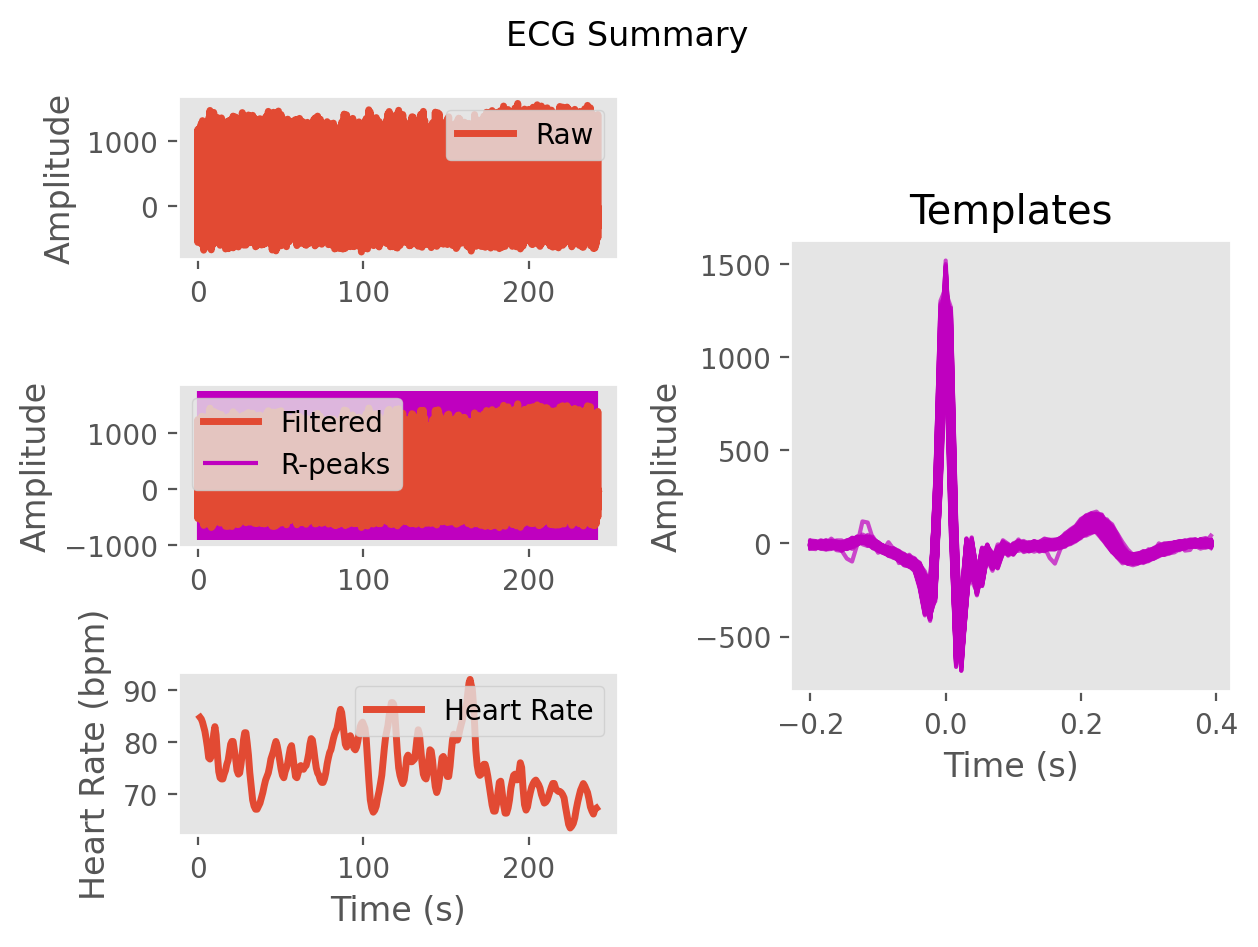 ECG Summary
Amplitude
1000
0
Raw
0 100 200
Amplitude
1000
0
−1000
Filtered
R-peaks
0 100 200
Heart Rate (bpm)
90
80
70
Heart Rate
0 100 200
Time (s)
Templates
Amplitude
1500
1000
500
0
−500
−0.2 0.0 0.2 0.4
Time (s)